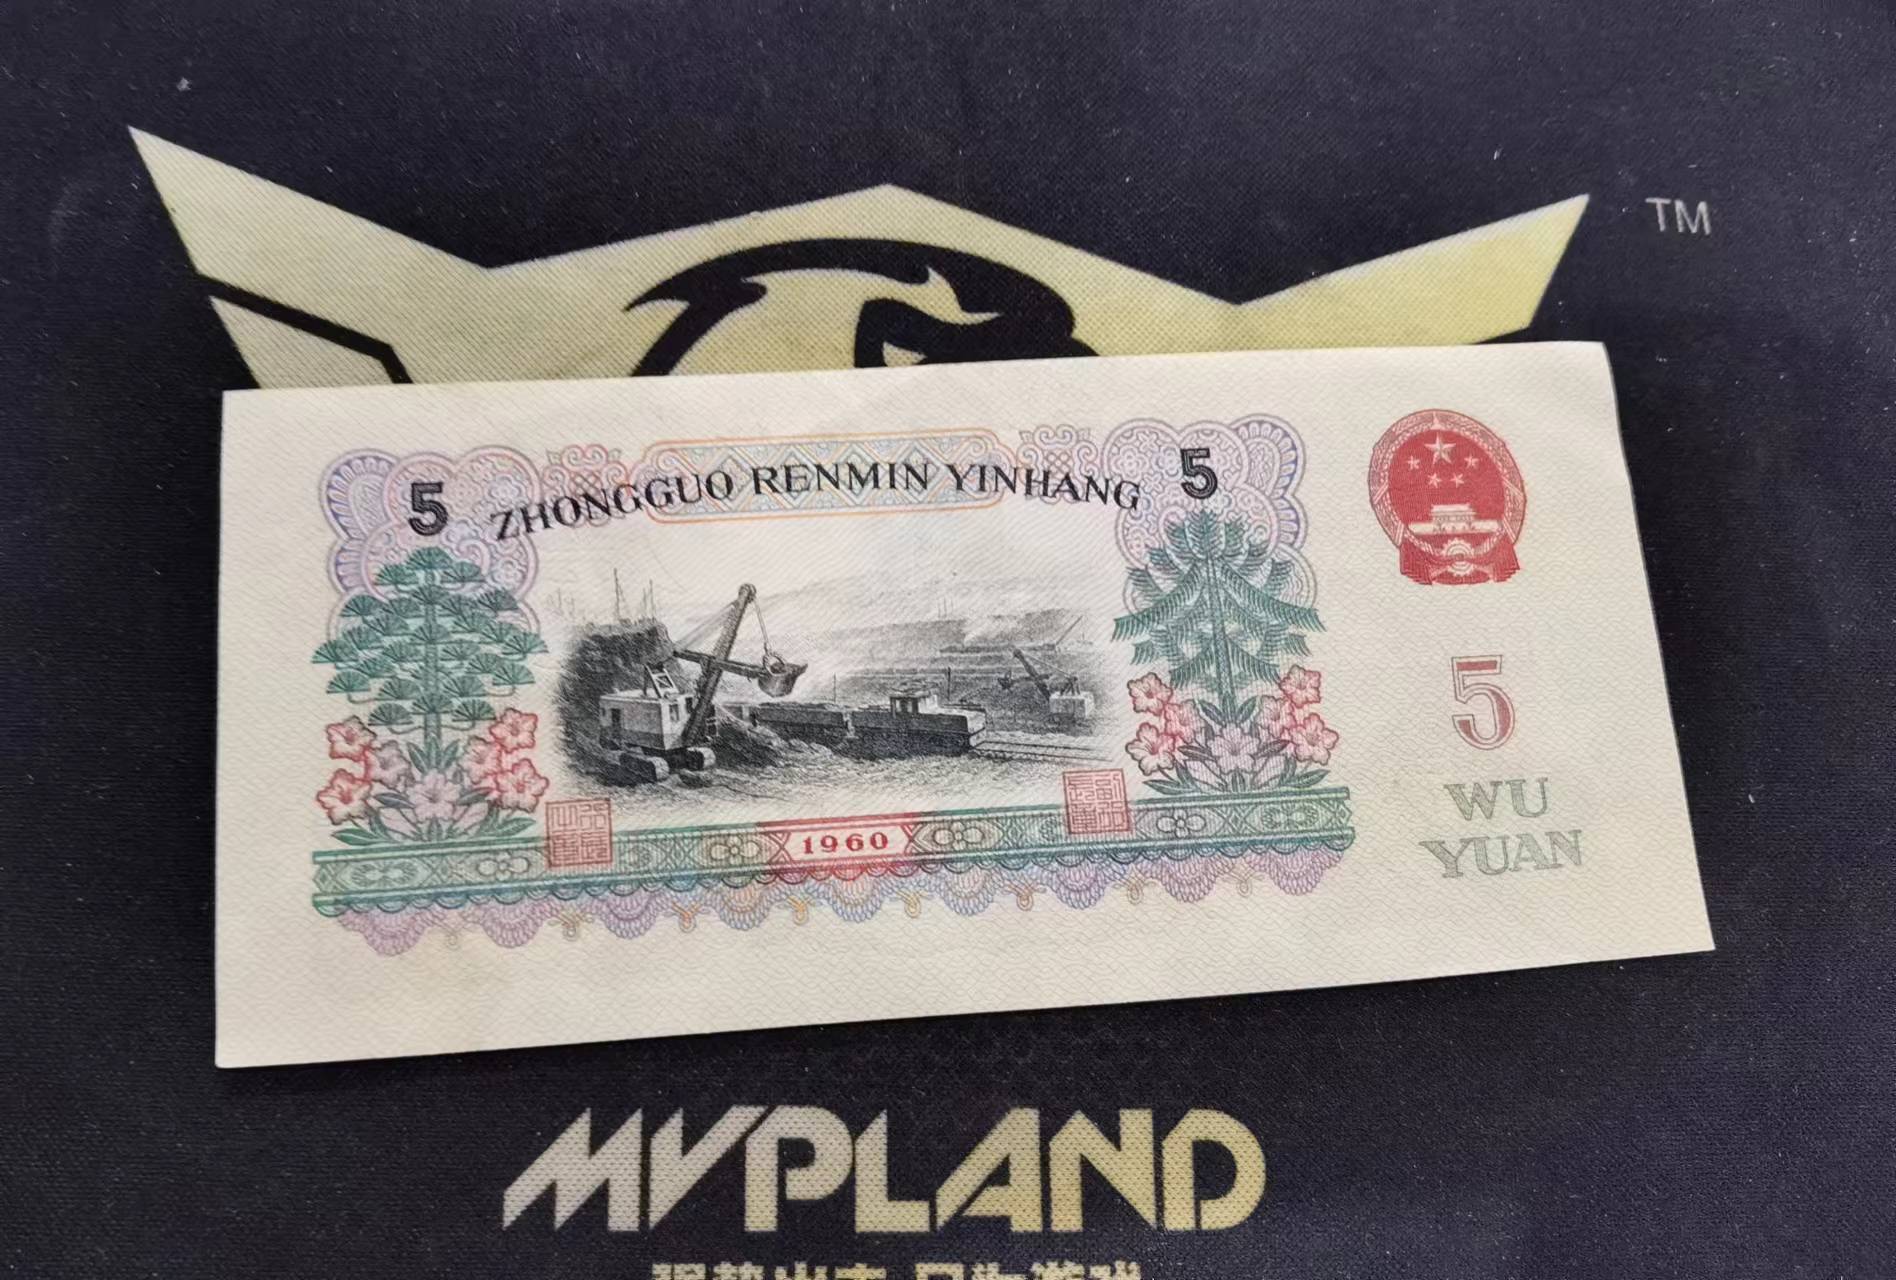 TM
5 ZHONGGUO RENMIN YINHANG 5
5
WU
YUAN
1960
MVPLAND